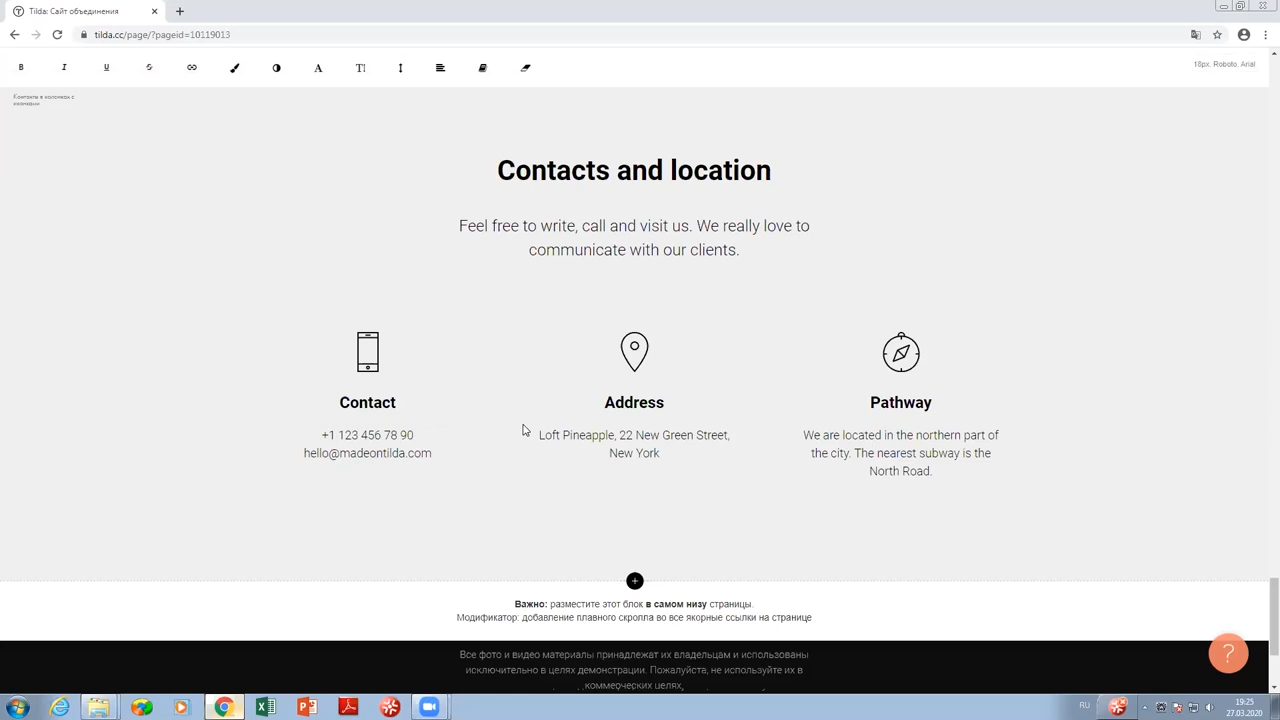 Tilda: Сайт объединения
tilda.cc/page/?pageid=10119013
B I U S A T
18px, Roboto, Arial
Контакты в колонках с
иконками
Contacts and location
Feel free to write, call and visit us. We really love to
communicate with our clients.
Contact
+1 123 456 78 90
hello@madeontilda.com
Address
Loft Pineapple, 22 New Green Street,
New York
Pathway
We are located in the northern part of
the city. The nearest subway is the
North Road.
+
Важно: разместите этот блок в самом низу страницы.
Модификатор: добавление плавного скролла во все якорные ссылки на странице
Все фото и видео материалы принадлежат их владельцам и использованы
исключительно в целях демонстрации. Пожалуйста, не используйте их в
коммерческих целях.
?
RU
19:25
27.03.2020